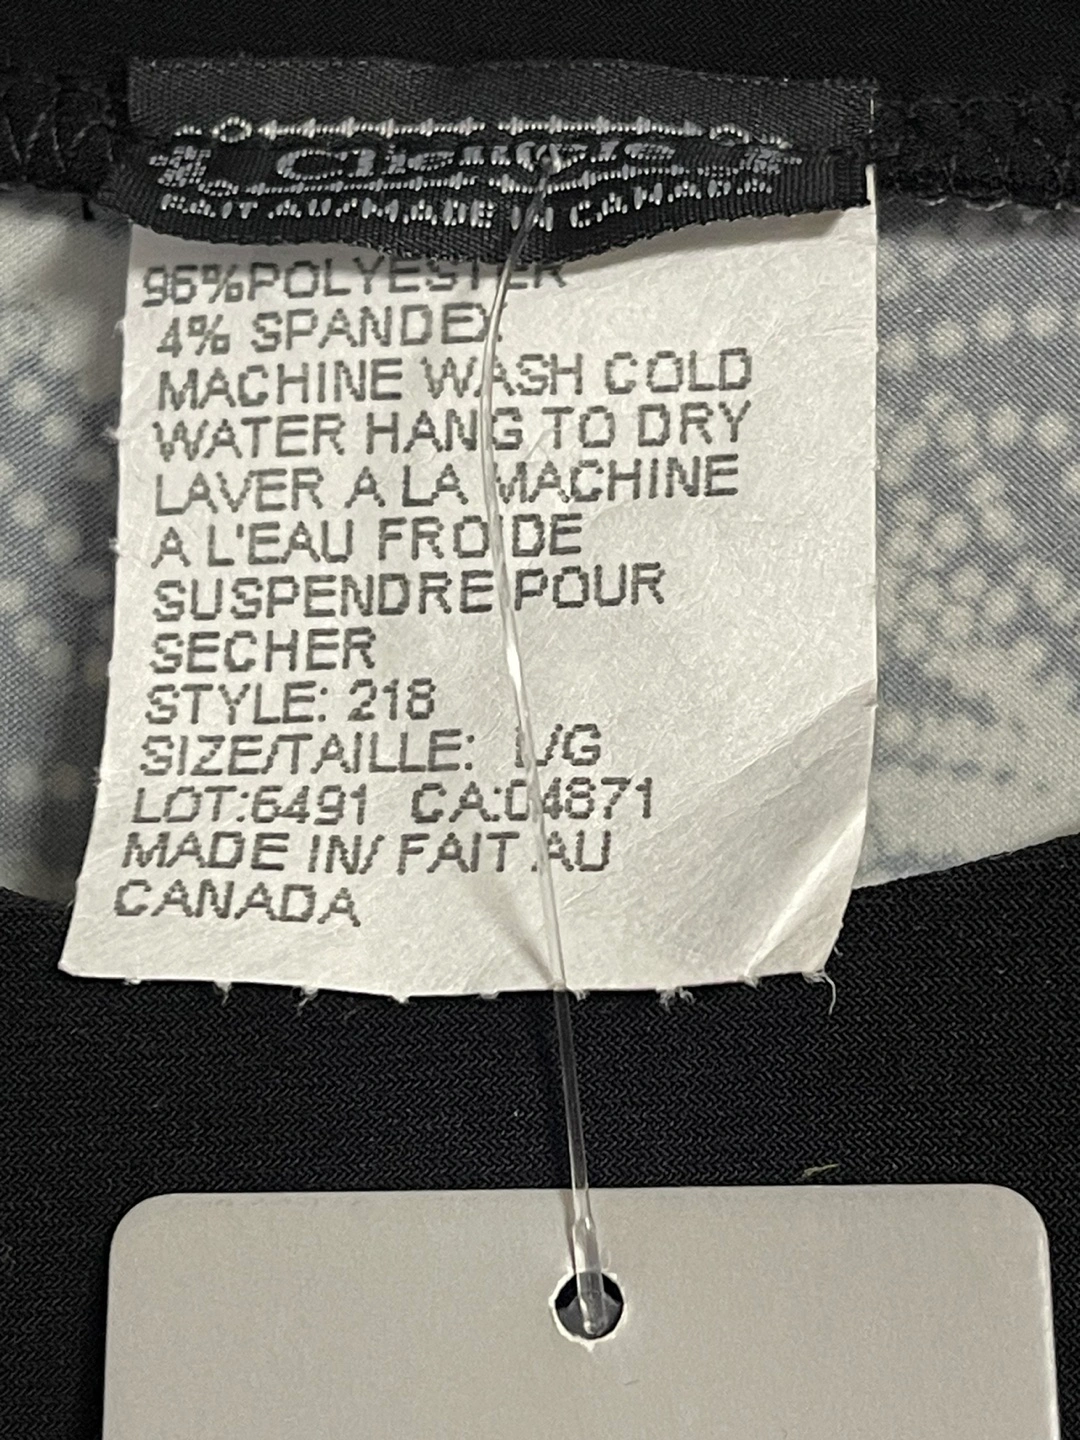 FAIT AU/MADE IN CANADA
96%POLYESTER
4% SPANDEX
MACHINE WASH COLD
WATER HANG TO DRY
LAVER A LA MACHINE
A L'EAU FROIDE
SUSPENDRE POUR
SECHER
STYLE: 218
SIZE/TAILLE: L/G
LOT:6491 CA:04871
MADE IN/ FAIT AU
CANADA